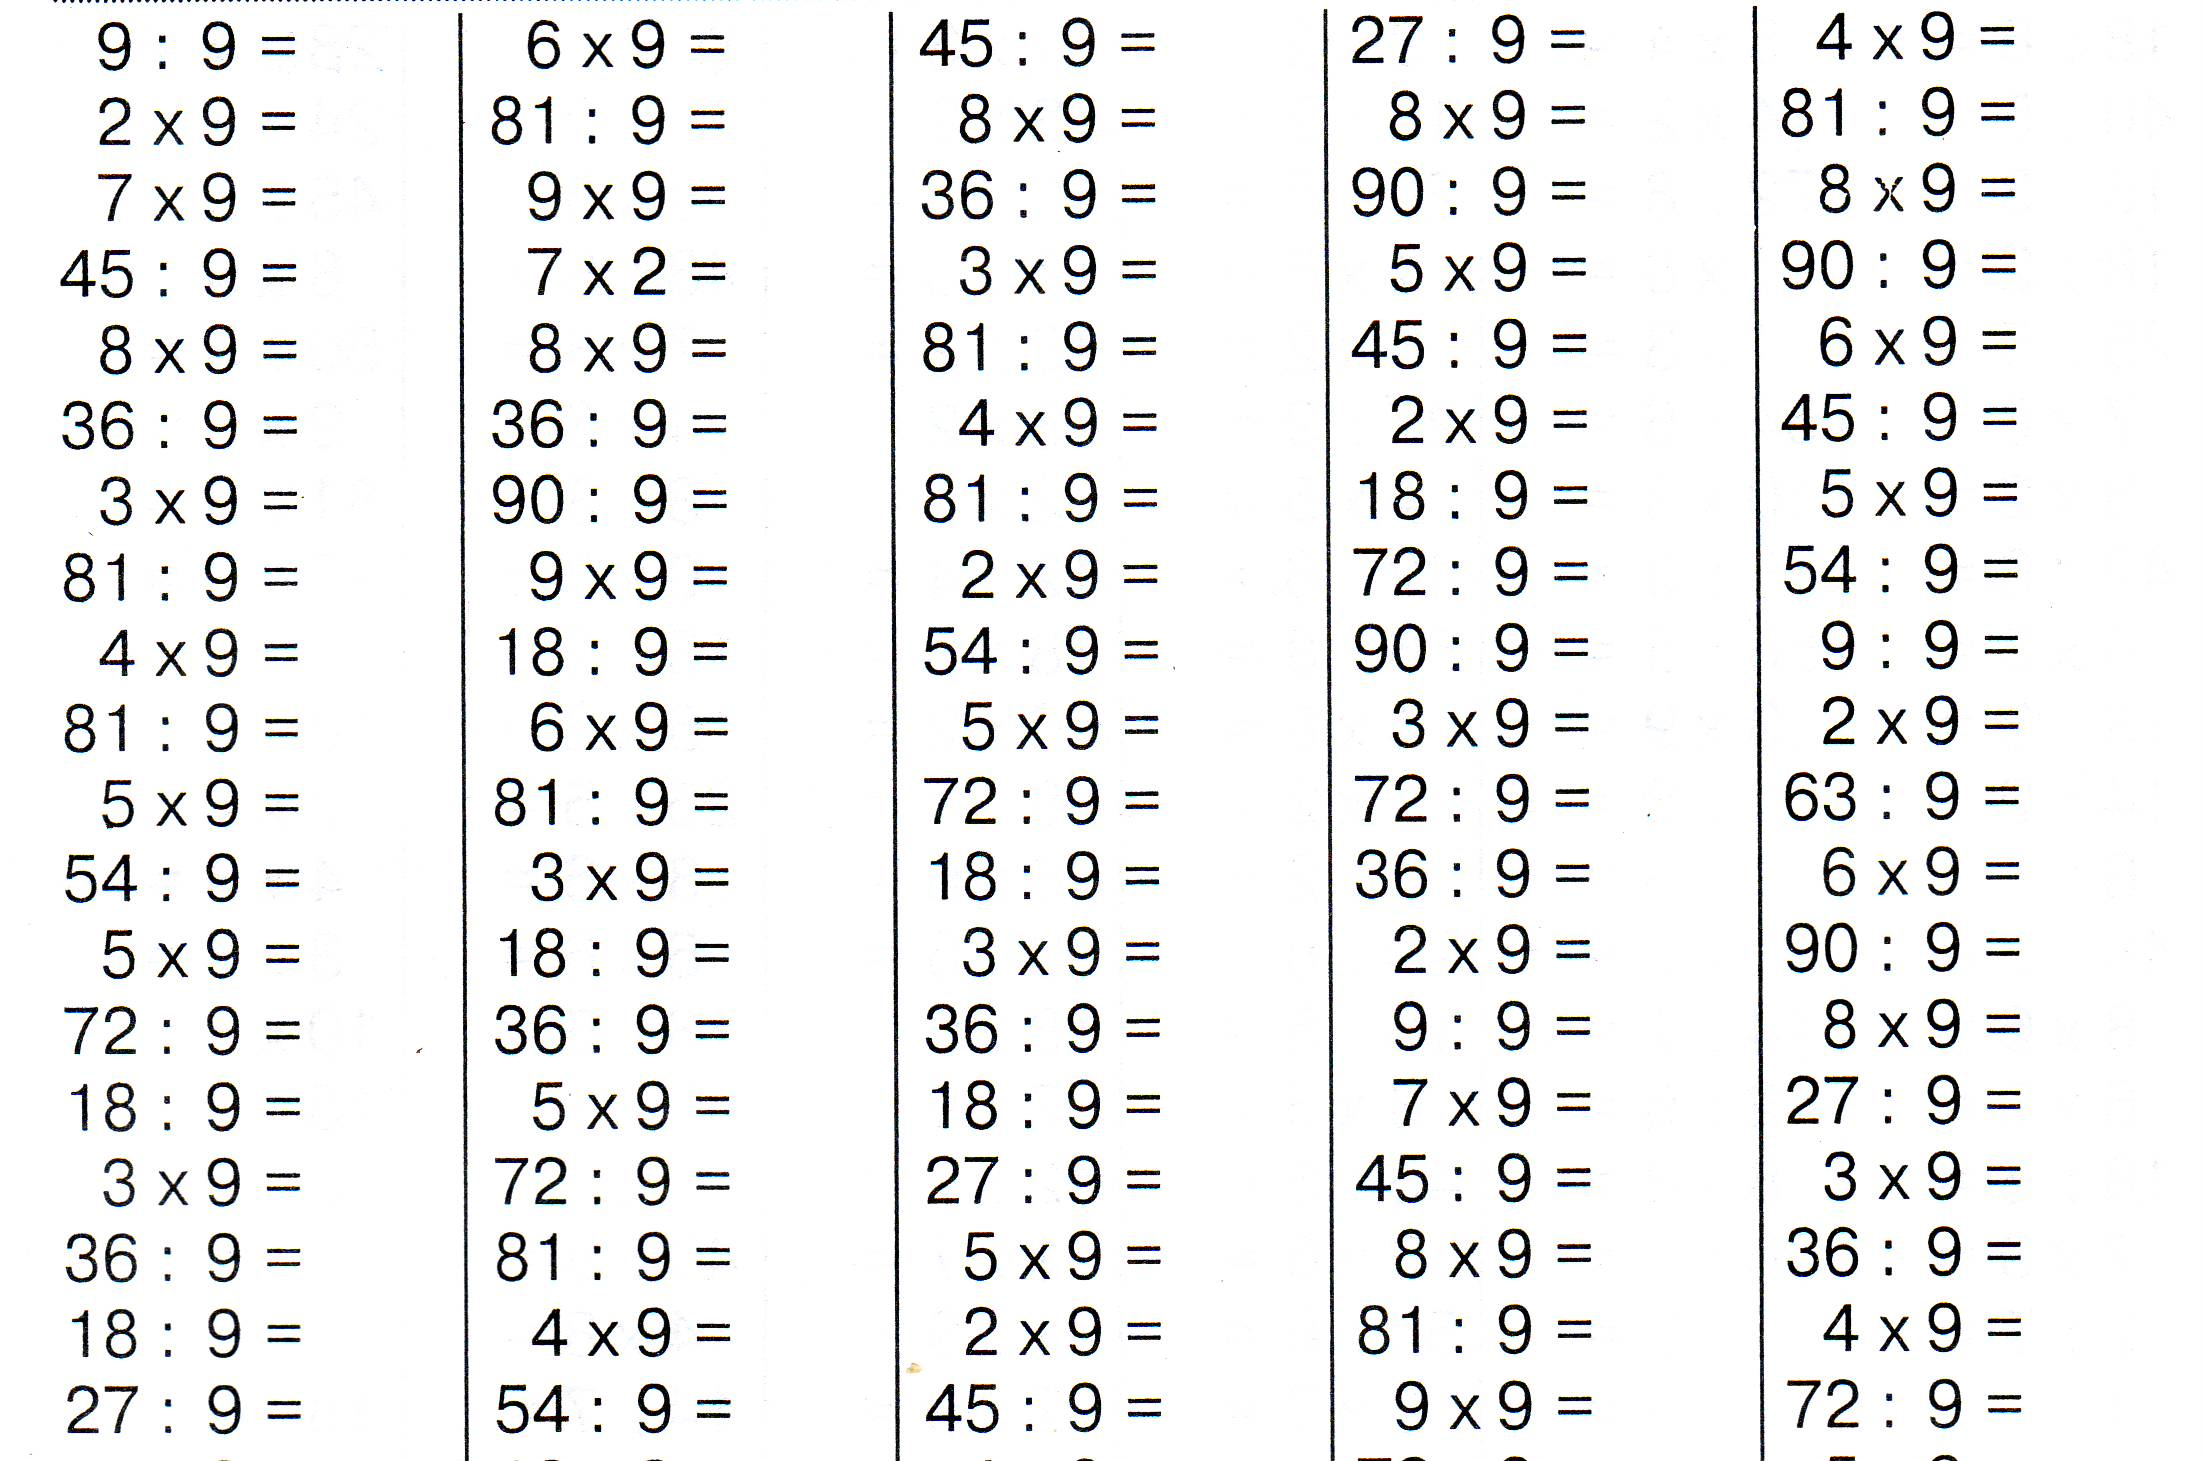 9 : 9 =
2 x 9 =
7 x 9 =
45 : 9 =
8 x 9 =
36 : 9 =
3 x 9 =
81 : 9 =
4 x 9 =
81 : 9 =
5 x 9 =
54 : 9 =
5 x 9 =
72 : 9 =
18 : 9 =
3 x 9 =
36 : 9 =
18 : 9 =
27 : 9 =
6 x 9 =
81 : 9 =
9 x 9 =
7 x 2 =
8 x 9 =
36 : 9 =
90 : 9 =
9 x 9 =
18 : 9 =
6 x 9 =
81 : 9 =
3 x 9 =
18 : 9 =
36 : 9 =
5 x 9 =
72 : 9 =
81 : 9 =
4 x 9 =
54 : 9 =
45 : 9 =
8 x 9 =
36 : 9 =
3 x 9 =
81 : 9 =
4 x 9 =
81 : 9 =
2 x 9 =
54 : 9 =
5 x 9 =
72 : 9 =
18 : 9 =
3 x 9 =
36 : 9 =
18 : 9 =
27 : 9 =
5 x 9 =
2 x 9 =
45 : 9 =
27 : 9 =
8 x 9 =
90 : 9 =
5 x 9 =
45 : 9 =
2 x 9 =
18 : 9 =
72 : 9 =
90 : 9 =
3 x 9 =
72 : 9 =
36 : 9 =
2 x 9 =
9 : 9 =
7 x 9 =
45 : 9 =
8 x 9 =
81 : 9 =
9 x 9 =
4 x 9 =
81 : 9 =
8 x 9 =
90 : 9 =
6 x 9 =
45 : 9 =
5 x 9 =
54 : 9 =
9 : 9 =
2 x 9 =
63 : 9 =
6 x 9 =
90 : 9 =
8 x 9 =
27 : 9 =
3 x 9 =
36 : 9 =
4 x 9 =
72 : 9 =